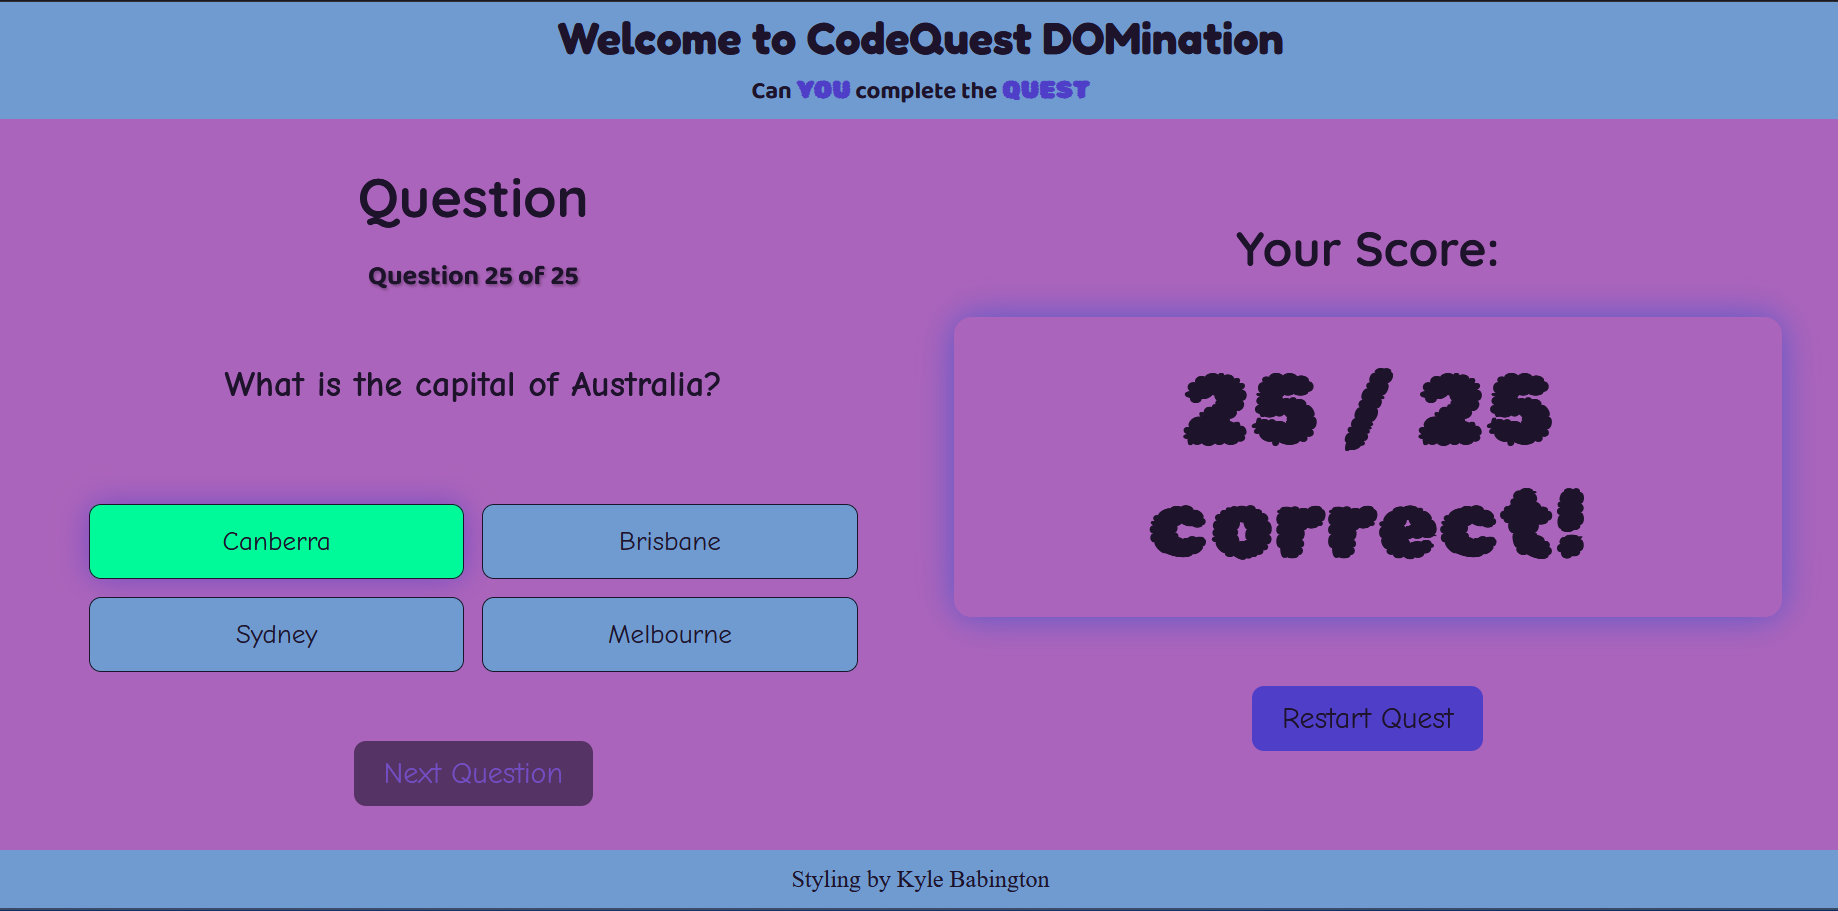 Welcome to CodeQuest DOMination
Can YOU complete the QUEST
Question
Question 25 of 25
What is the capital of Australia?
Canberra
Brisbane
Sydney
Melbourne
Next Question
Your Score:
25 / 25
correct!
Restart Quest
Styling by Kyle Babington